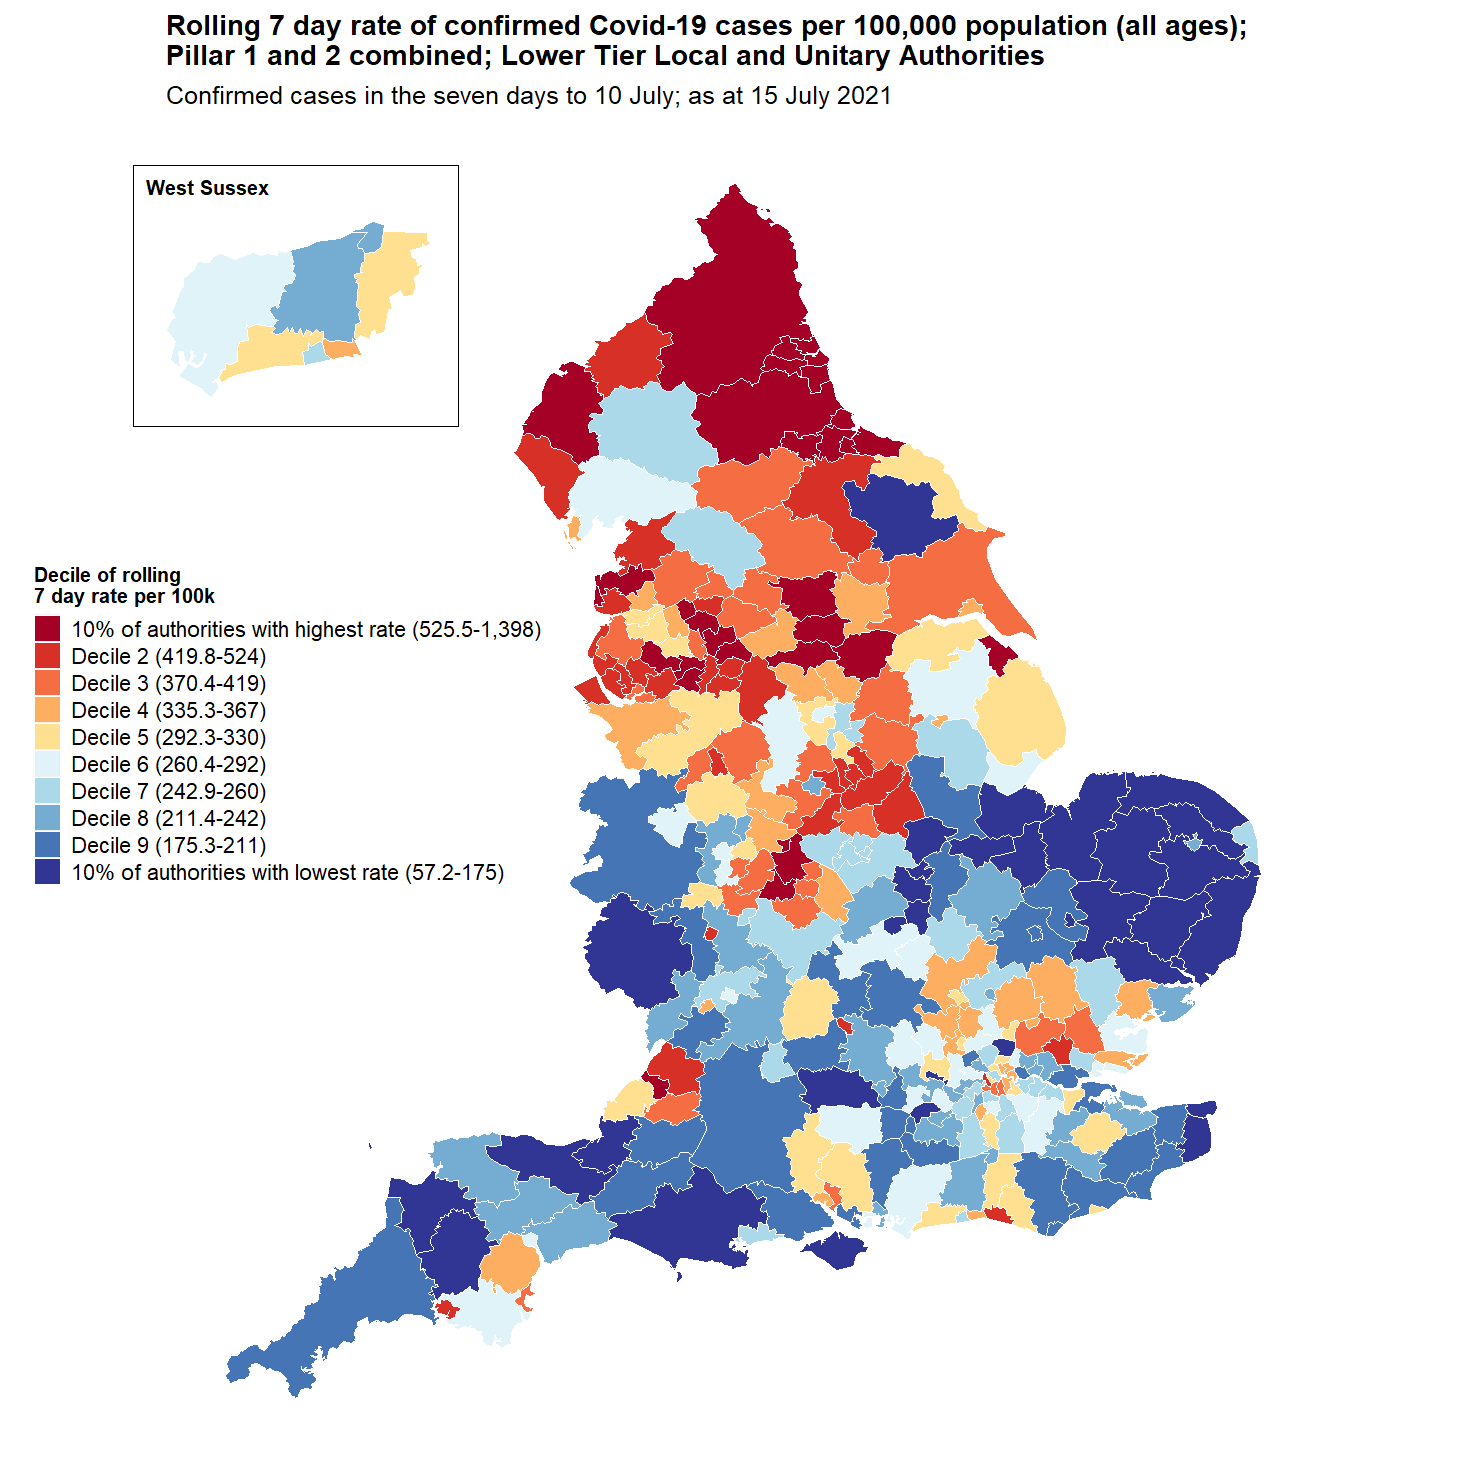 Rolling 7 day rate of confirmed Covid-19 cases per 100,000 population (all ages);
Pillar 1 and 2 combined; Lower Tier Local and Unitary Authorities
Confirmed cases in the seven days to 10 July; as at 15 July 2021
West Sussex
Decile of rolling
7 day rate per 100k
10% of authorities with highest rate (525.5-1,398)
Decile 2 (419.8-524)
Decile 3 (370.4-419)
Decile 4 (335.3-367)
Decile 5 (292.3-330)
Decile 6 (260.4-292)
Decile 7 (242.9-260)
Decile 8 (211.4-242)
Decile 9 (175.3-211)
10% of authorities with lowest rate (57.2-175)